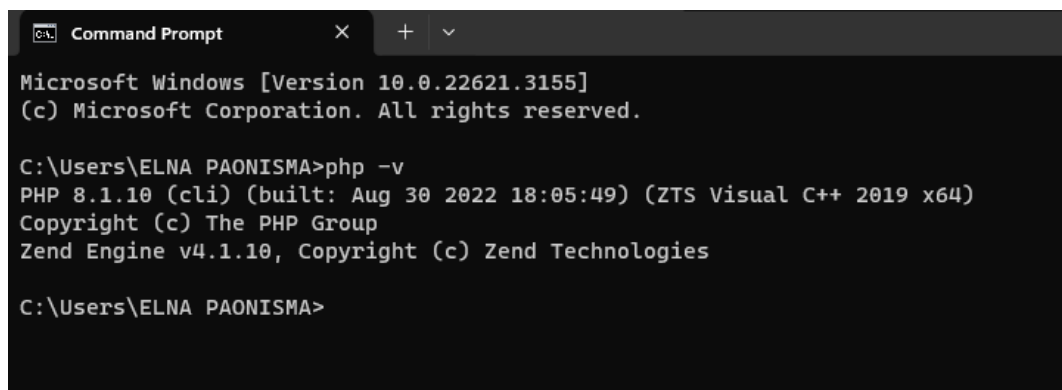 Command Prompt
Microsoft Windows [Version 10.0.22621.3155]
(c) Microsoft Corporation. All rights reserved.
C:\Users\ELNA PAONISMA>php -v
PHP 8.1.10 (cli) (built: Aug 30 2022 18:05:49) (ZTS Visual C++ 2019 x64)
Copyright (c) The PHP Group
Zend Engine v4.1.10, Copyright (c) Zend Technologies
C:\Users\ELNA PAONISMA>